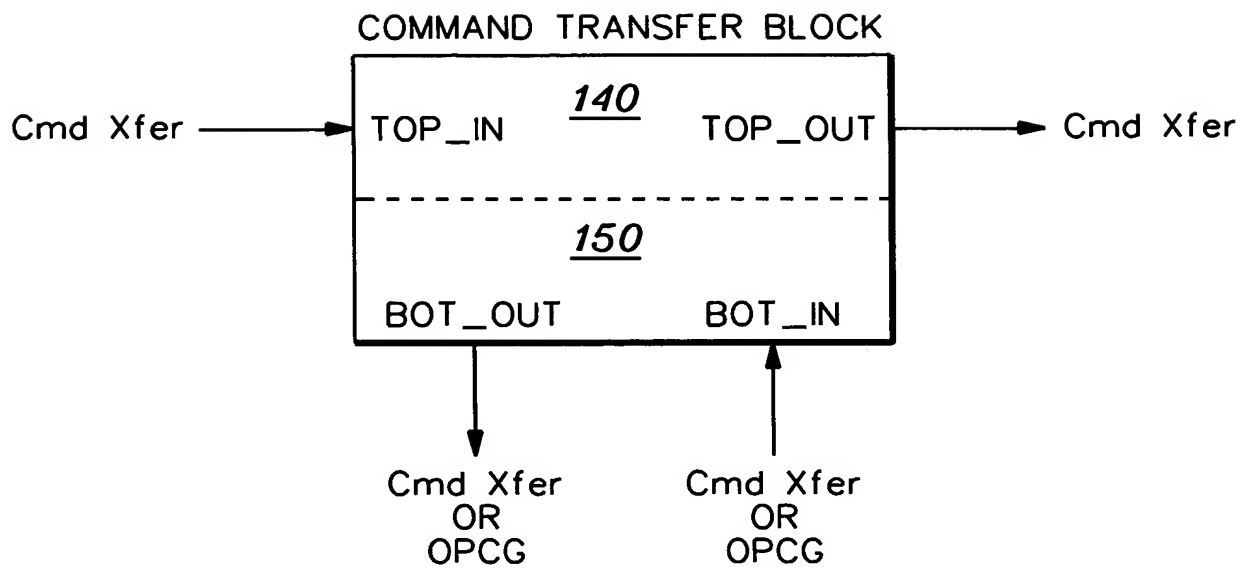 COMMAND TRANSFER BLOCK
140
Cmd Xfer
TOP_IN
TOP_OUT
Cmd Xfer
150
BOT_OUT
BOT_IN
Cmd Xfer
OR
OPCG
Cmd Xfer
OR
OPCG